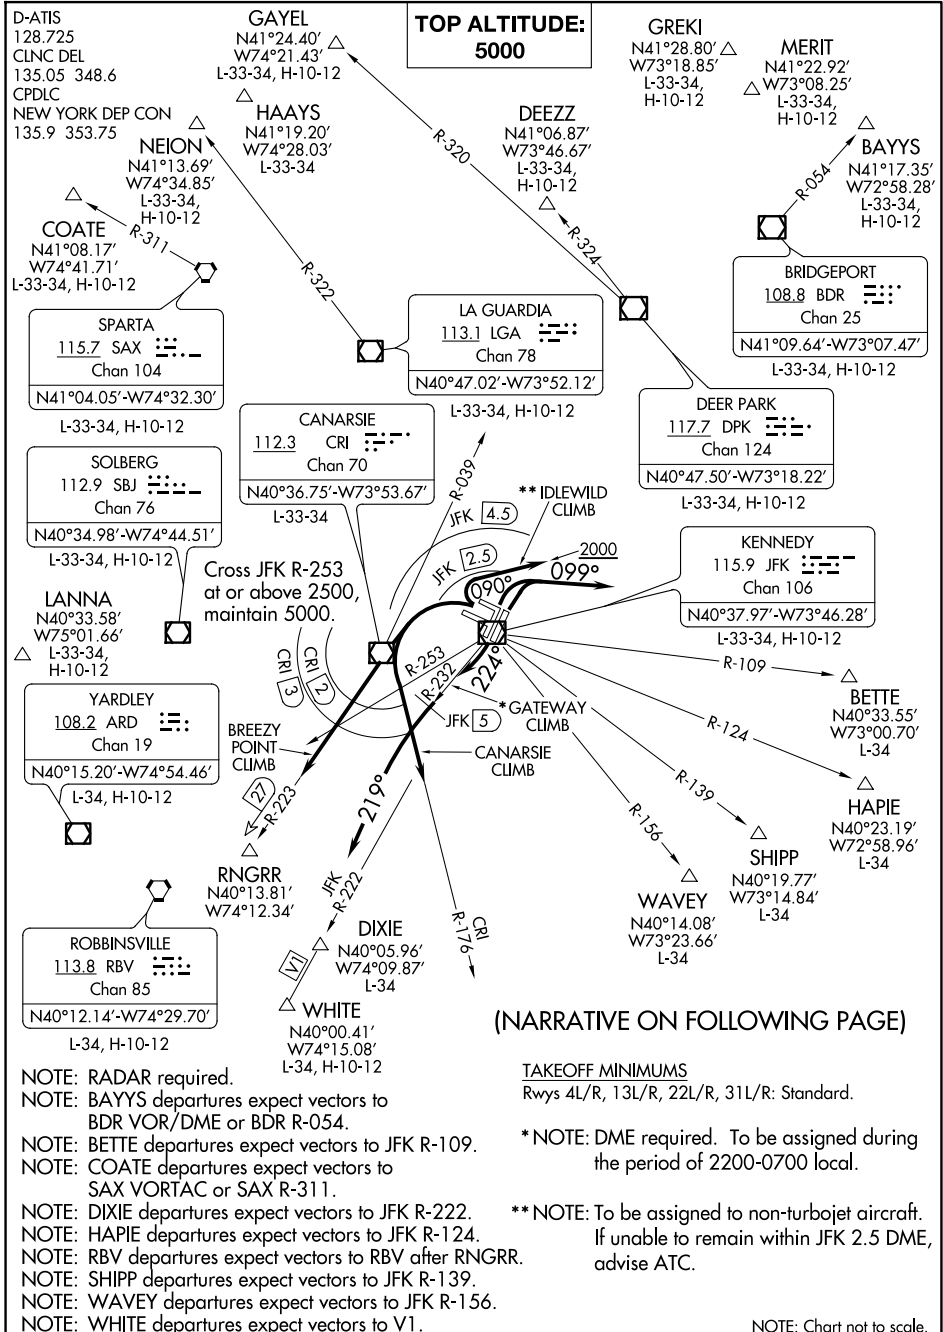 D-ATIS
128.725
CLNC DEL
135.05 348.6
CPDLC
NEW YORK DEP CON
135.9 353.75
GAYEL
N41°24.40′
W74°21.43′
L-33-34, H-10-12
TOP ALTITUDE:
5000
GREKI
N41°28.80′
W73°18.85′
L-33-34,
H-10-12
MERIT
N41°22.92′
W73°08.25′
L-33-34,
H-10-12
HAAYS
N41°19.20′
W74°28.03′
L-33-34
DEEZZ
N41°06.87′
W73°46.67′
L-33-34,
H-10-12
BAYYS
N41°17.35′
W72°58.28′
L-33-34,
H-10-12
NEION
N41°13.69′
W74°34.85′
L-33-34,
H-10-12
COATE
N41°08.17′
W74°41.71′
L-33-34, H-10-12
R-311
R-322
R-320
R-324
R-054
SPARTA
115.7 SAX
Chan 104
N41°04.05′-W74°32.30′
L-33-34, H-10-12
LA GUARDIA
113.1 LGA
Chan 78
N40°47.02′-W73°52.12′
L-33-34, H-10-12
BRIDGEPORT
108.8 BDR
Chan 25
N41°09.64′-W73°07.47′
L-33-34, H-10-12
CANARSIE
112.3 CRI
Chan 70
N40°36.75′-W73°53.67′
L-33-34
DEER PARK
117.7 DPK
Chan 124
N40°47.50′-W73°18.22′
L-33-34, H-10-12
SOLBERG
112.9 SBJ
Chan 76
N40°34.98′-W74°44.51′
L-33-34, H-10-12
R-039
JFK 4.5
JFK 2.5
** IDLEWILD
CLIMB
2000
090°
099°
KENNEDY
115.9 JFK
Chan 106
N40°37.97′-W73°46.28′
L-33-34, H-10-12
Cross JFK R-253
at or above 2500,
maintain 5000.
LANNA
N40°33.58′
W75°01.66′
L-33-34,
H-10-12
CRI 3
CRI 2
R-253
R-232
224°
JFK 5
* GATEWAY
CLIMB
CANARSIE
CLIMB
BREEZY
POINT
CLIMB
R-109
BETTE
N40°33.55′
W73°00.70′
L-34
R-124
HAPIE
N40°23.19′
W72°58.96′
L-34
R-139
SHIPP
N40°19.77′
W73°14.84′
L-34
R-156
WAVEY
N40°14.08′
W73°23.66′
L-34
YARDLEY
108.2 ARD
Chan 19
N40°15.20′-W74°54.46′
L-34, H-10-12
27
R-223
219°
RNGRR
N40°13.81′
W74°12.34′
JFK
R-222
DIXIE
N40°05.96′
W74°09.87′
L-34
CRI
R-176
V1
WHITE
N40°00.41′
W74°15.08′
L-34, H-10-12
ROBBINSVILLE
113.8 RBV
Chan 85
N40°12.14′-W74°29.70′
L-34, H-10-12
(NARRATIVE ON FOLLOWING PAGE)
NOTE: RADAR required.
NOTE: BAYYS departures expect vectors to
BDR VOR/DME or BDR R-054.
NOTE: BETTE departures expect vectors to JFK R-109.
NOTE: COATE departures expect vectors to
SAX VORTAC or SAX R-311.
NOTE: DIXIE departures expect vectors to JFK R-222.
NOTE: HAPIE departures expect vectors to JFK R-124.
NOTE: RBV departures expect vectors to RBV after RNGRR.
NOTE: SHIPP departures expect vectors to JFK R-139.
NOTE: WAVEY departures expect vectors to JFK R-156.
NOTE: WHITE departures expect vectors to V1.
TAKEOFF MINIMUMS
Rwys 4L/R, 13L/R, 22L/R, 31L/R: Standard.
* NOTE: DME required. To be assigned during
the period of 2200-0700 local.
** NOTE: To be assigned to non-turbojet aircraft.
If unable to remain within JFK 2.5 DME,
advise ATC.
NOTE: Chart not to scale.